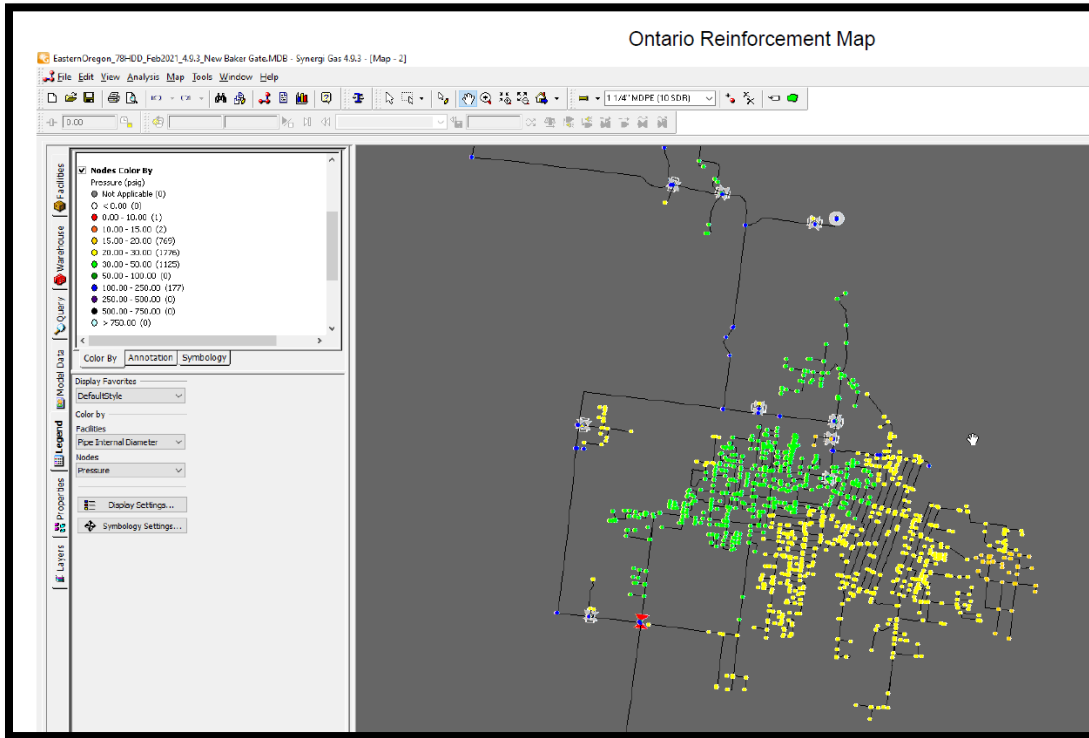 Ontario Reinforcement Map
EasternOregon_78HDD_Feb2021_4.9.3_New Baker Gate.MDB - Synergi Gas 4.9.3 - [Map - 2]
File Edit View Analysis Map Tools Window Help
1 1/4" NDPE (10 SDR)
0.00
Facilities
Warehouse
Query
Model Data
Legend
Properties
Layers
Nodes Color By
Pressure (psig)
Not Applicable (0)
< 0.00 (0)
0.00 - 10.00 (1)
10.00 - 15.00 (2)
15.00 - 20.00 (769)
20.00 - 30.00 (1776)
30.00 - 50.00 (1125)
50.00 - 100.00 (0)
100.00 - 250.00 (177)
250.00 - 500.00 (0)
500.00 - 750.00 (0)
> 750.00 (0)
Color By Annotation Symbology
Display Favorites
DefaultStyle
Color by
Facilities
Pipe Internal Diameter
Nodes
Pressure
Display Settings...
Symbology Settings...